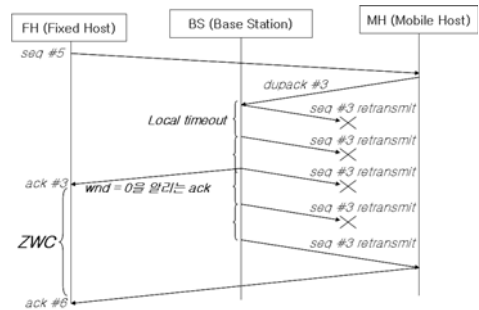 FH (Fixed Host)
BS (Base Station)
MH (Mobile Host)
seq #5
dupack #3
seq #3 retransmit
Local timeout
seq #3 retransmit
seq #3 retransmit
ack #3
wnd = 0을 알리는 ack
seq #3 retransmit
ZWC
seq #3 retransmit
ack #6